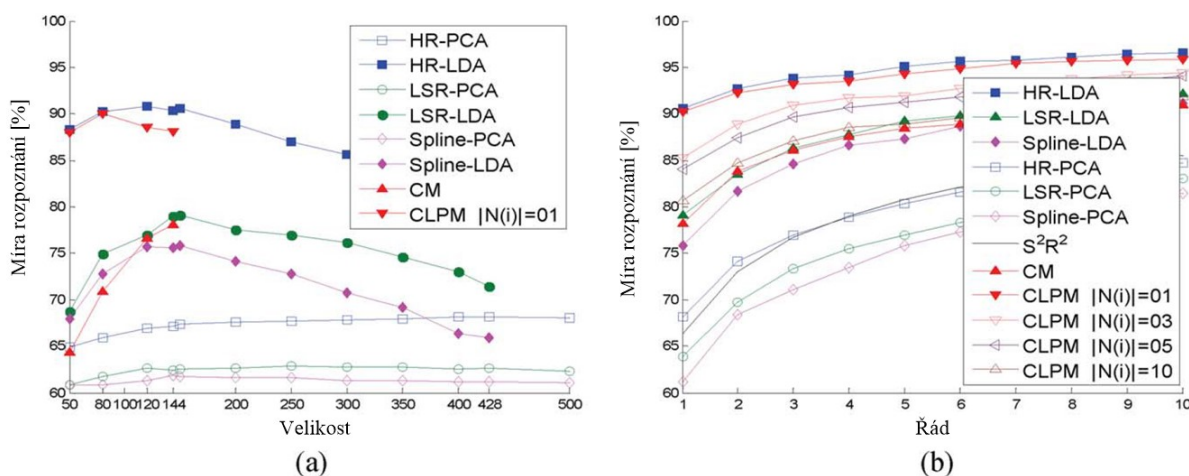 100
95
90
85
80
75
70
65
60
Míra rozpoznání [%]
HR-PCA
HR-LDA
LSR-PCA
LSR-LDA
Spline-PCA
Spline-LDA
CM
CLPM |N(i)|=01
50 80 100 120 144 200 250 300 350 400 428 500
Velikost
(a)
100
95
90
85
80
75
70
65
60
Míra rozpoznání [%]
HR-LDA
LSR-LDA
Spline-LDA
HR-PCA
LSR-PCA
Spline-PCA
S²R²
CM
CLPM |N(i)|=01
CLPM |N(i)|=03
CLPM |N(i)|=05
CLPM |N(i)|=10
1 2 3 4 5 6 7 8 9 10
Řád
(b)